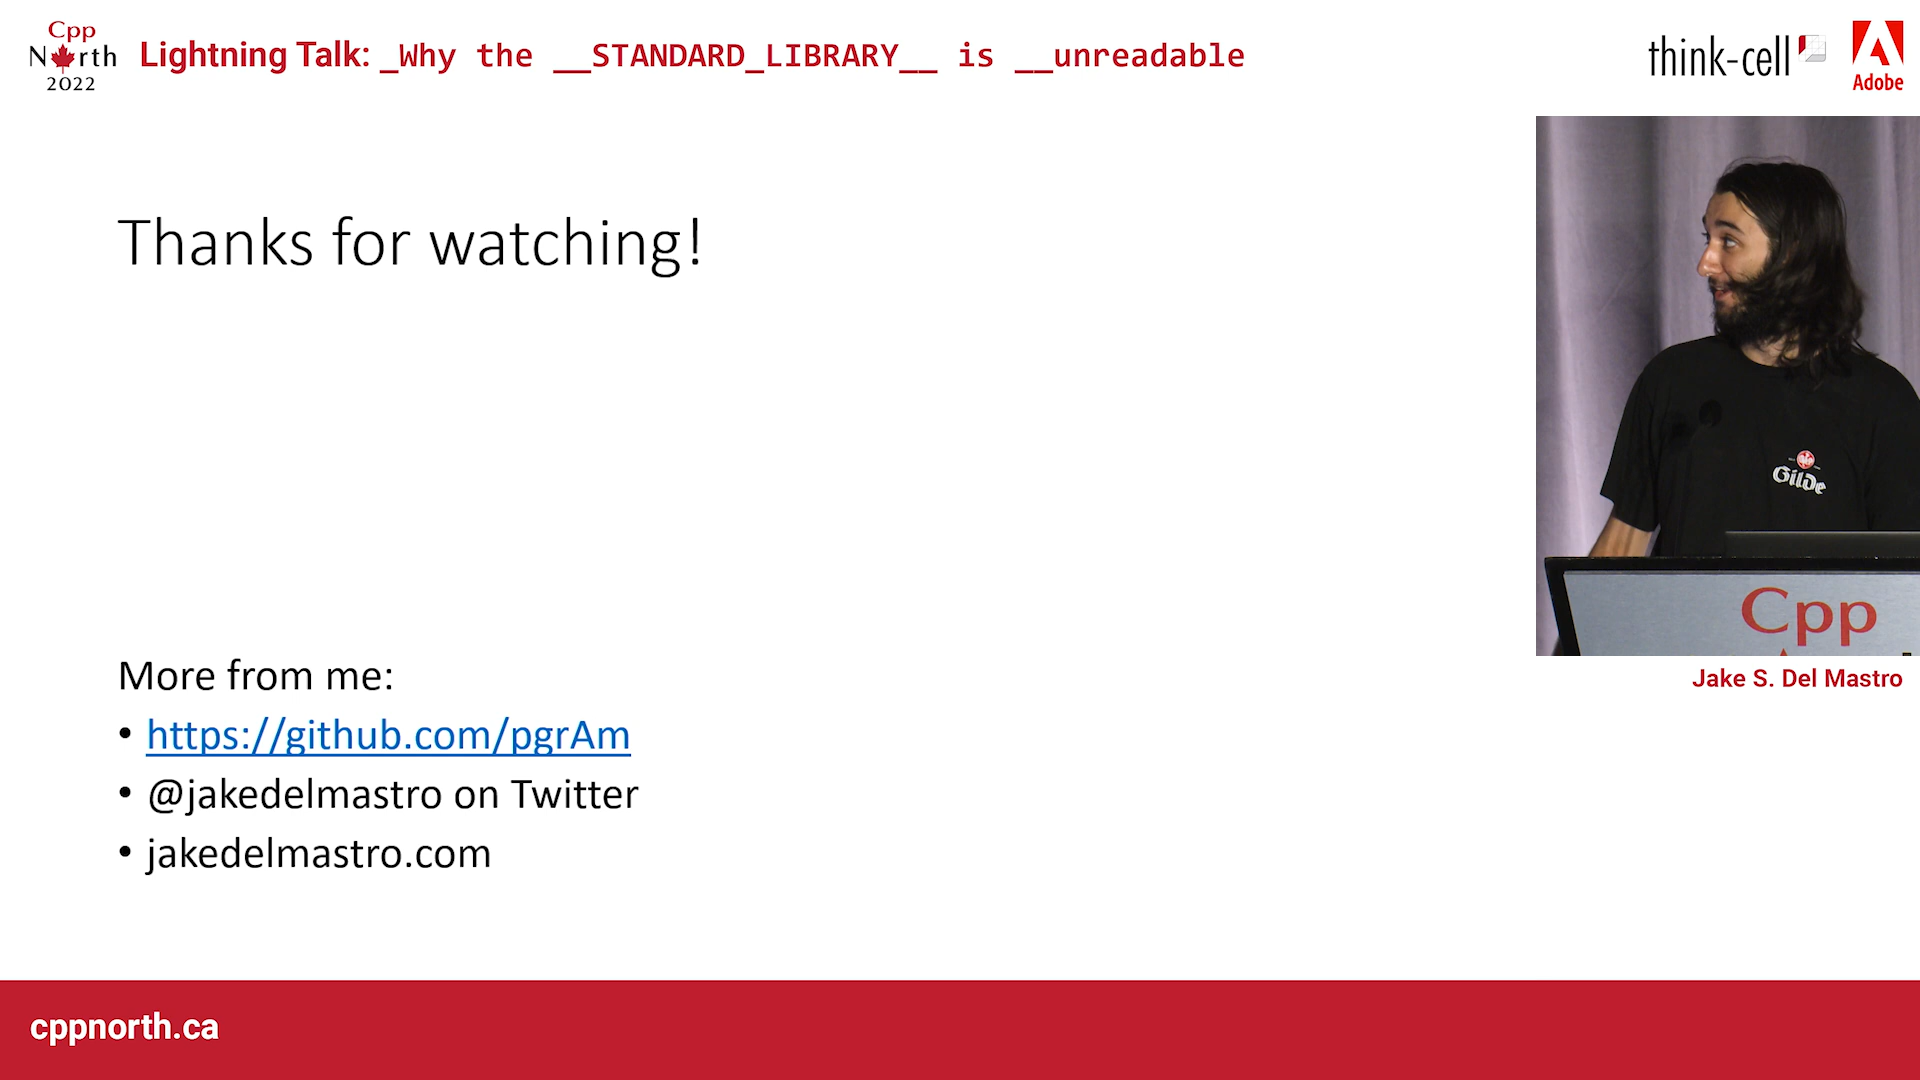 Cpp
North
2022
Lightning Talk: _Why the __STANDARD_LIBRARY__ is __unreadable
think-cell
Adobe
Thanks for watching!
Gilde
Cpp
Jake S. Del Mastro
More from me:
• https://github.com/pgrAm
• @jakedelmastro on Twitter
• jakedelmastro.com
cppnorth.ca